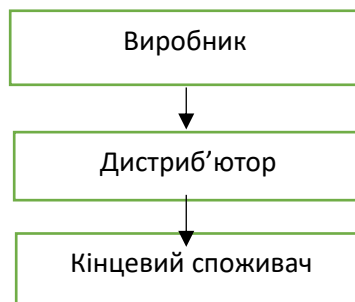 Виробник
Дистриб’ютор
Кінцевий споживач